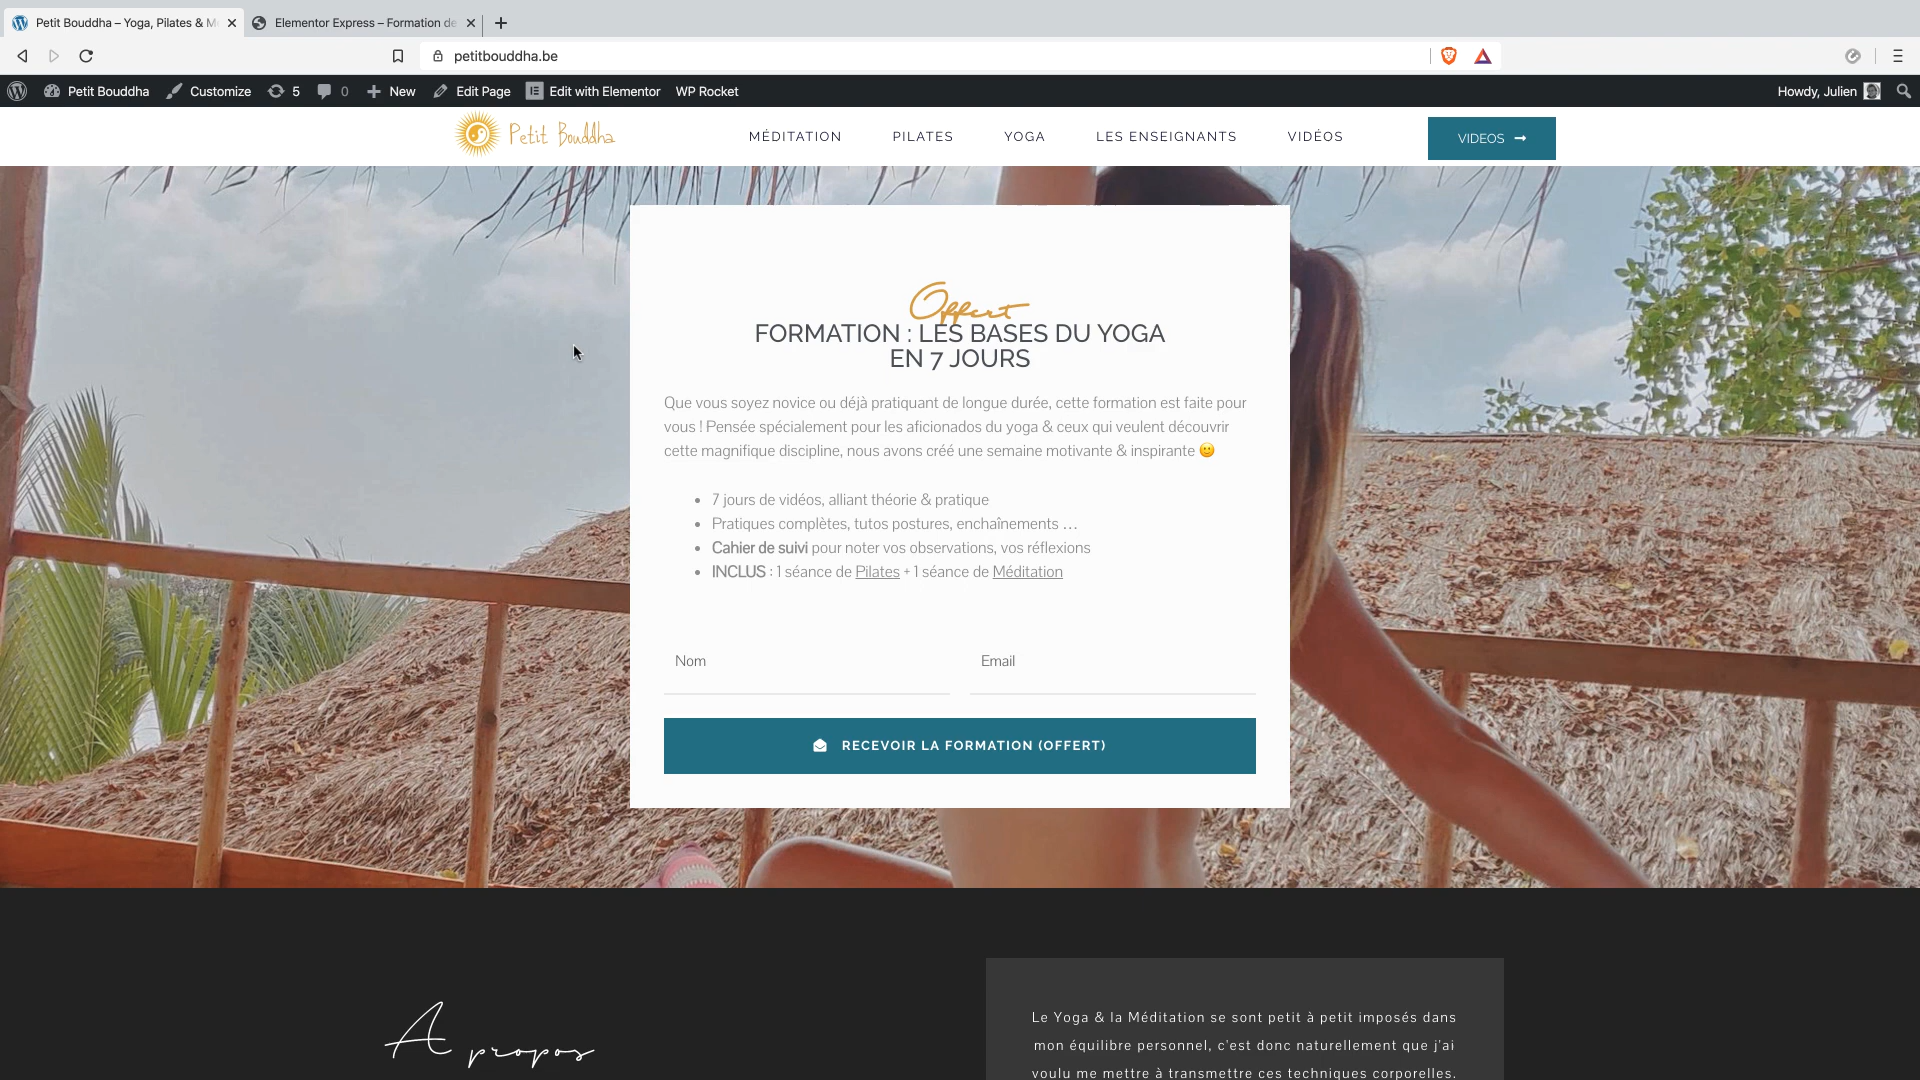 Petit Bouddha – Yoga, Pilates & M
Elementor Express – Formation de
petitbouddha.be
Petit Bouddha
Customize
5
0
New
Edit Page
Edit with Elementor
WP Rocket
Howdy, Julien
Petit Bouddha
MÉDITATION
PILATES
YOGA
LES ENSEIGNANTS
VIDÉOS
VIDEOS
Offert
FORMATION : LES BASES DU YOGA
EN 7 JOURS
Que vous soyez novice ou déjà pratiquant de longue durée, cette formation est faite pour
vous ! Pensée spécialement pour les aficionados du yoga & ceux qui veulent découvrir
cette magnifique discipline, nous avons créé une semaine motivante & inspirante 🙂
• 7 jours de vidéos, alliant théorie & pratique
• Pratiques complètes, tutos postures, enchaînements …
• Cahier de suivi pour noter vos observations, vos réflexions
• INCLUS : 1 séance de Pilates + 1 séance de Méditation
Nom
Email
RECEVOIR LA FORMATION (OFFERT)
A propos
Le Yoga & la Méditation se sont petit à petit imposés dans
mon équilibre personnel, c'est donc naturellement que j'ai
voulu me mettre à transmettre ces techniques corporelles.